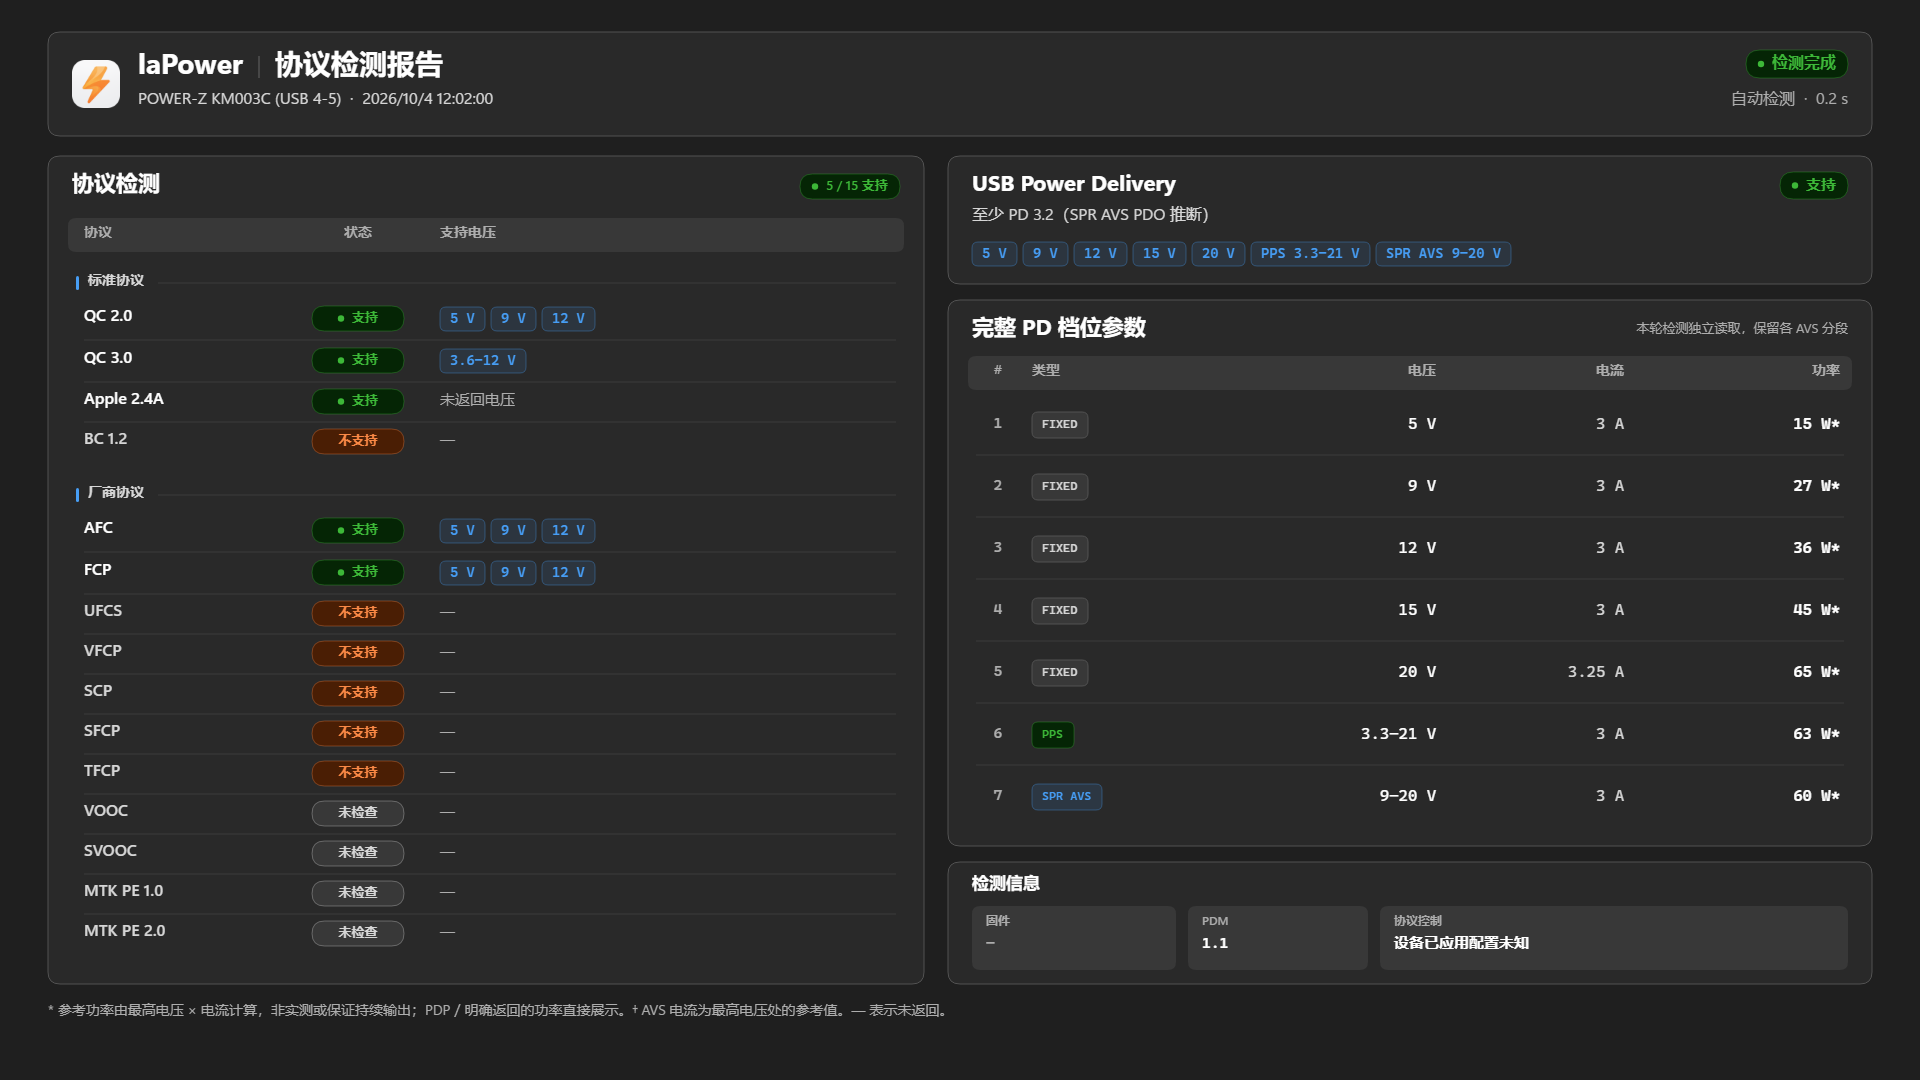 IaPower | 协议检测报告
POWER-Z KM003C (USB 4-5) · 2026/10/4 12:02:00
检测完成
自动检测 · 0.2 s
协议检测
5 / 15 支持
协议 状态 支持电压
标准协议
QC 2.0 支持 5 V 9 V 12 V
QC 3.0 支持 3.6–12 V
Apple 2.4A 支持 未返回电压
BC 1.2 不支持 —
厂商协议
AFC 支持 5 V 9 V 12 V
FCP 支持 5 V 9 V 12 V
UFCS 不支持 —
VFCP 不支持 —
SCP 不支持 —
SFCP 不支持 —
TFCP 不支持 —
VOOC 未检查 —
SVOOC 未检查 —
MTK PE 1.0 未检查 —
MTK PE 2.0 未检查 —
USB Power Delivery
支持
至少 PD 3.2（SPR AVS PDO 推断）
5 V 9 V 12 V 15 V 20 V PPS 3.3–21 V SPR AVS 9–20 V
完整 PD 档位参数
本轮检测独立读取，保留各 AVS 分段
# 类型 电压 电流 功率
1 FIXED 5 V 3 A 15 W*
2 FIXED 9 V 3 A 27 W*
3 FIXED 12 V 3 A 36 W*
4 FIXED 15 V 3 A 45 W*
5 FIXED 20 V 3.25 A 65 W*
6 PPS 3.3–21 V 3 A 63 W*
7 SPR AVS 9–20 V 3 A 60 W*
检测信息
固件
–
PDM
1.1
协议控制
设备已应用配置未知
* 参考功率由最高电压 × 电流计算，非实测或保证持续输出；PDP / 明确返回的功率直接展示。† AVS 电流为最高电压处的参考值。— 表示未返回。